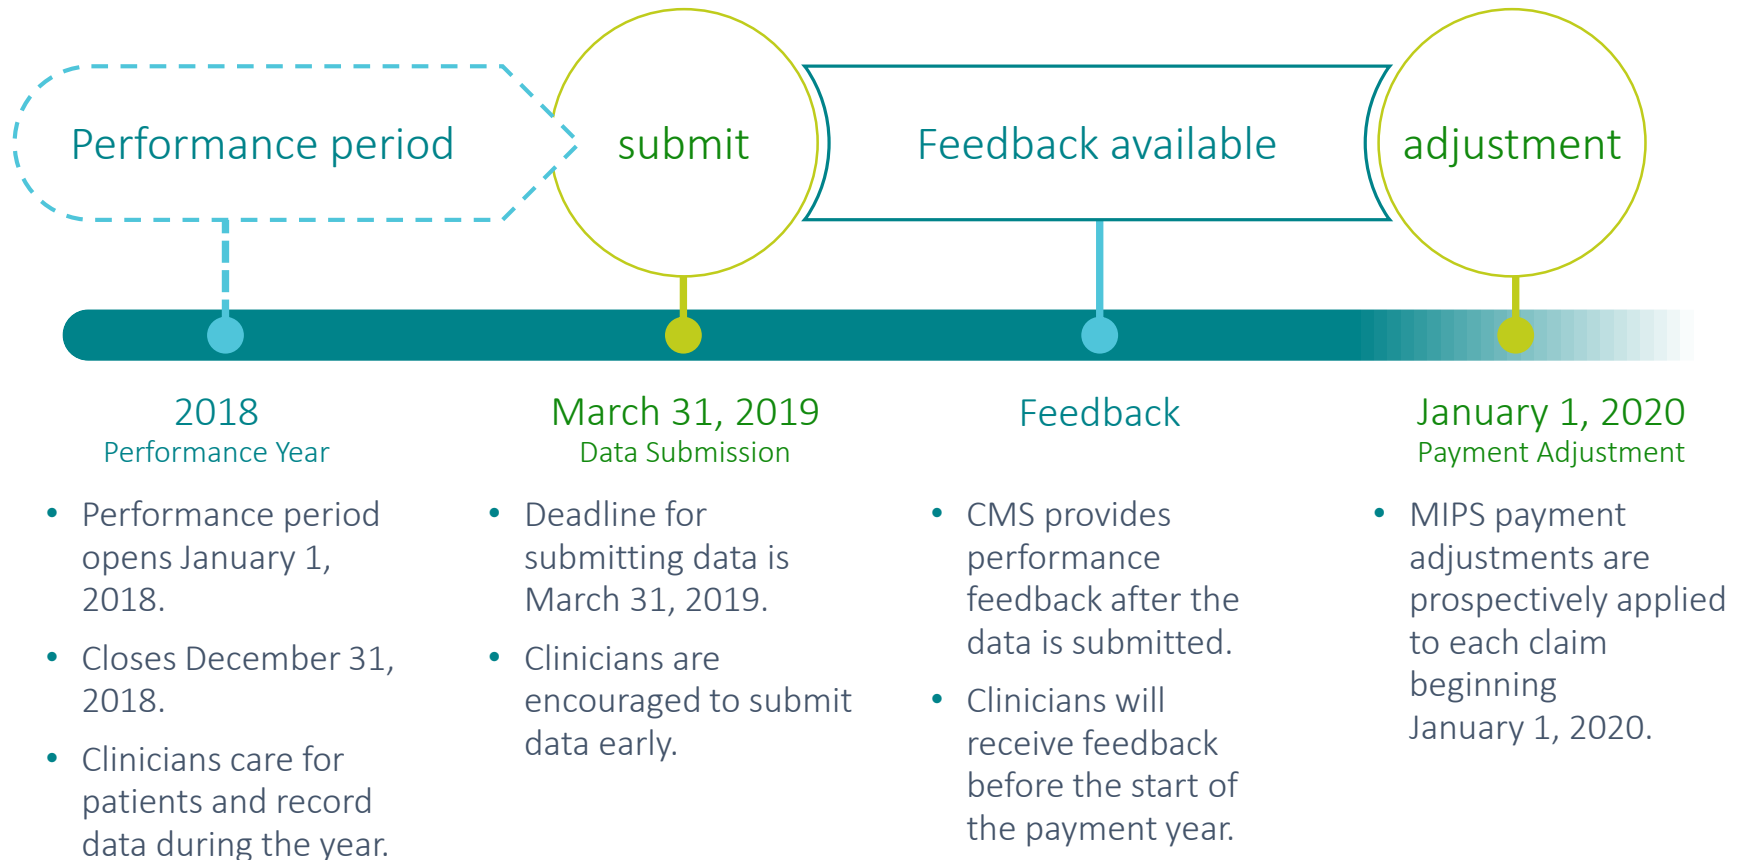 Performance period
submit
Feedback available
adjustment
2018
Performance Year
• Performance period
opens January 1,
2018.
• Closes December 31,
2018.
• Clinicians care for
patients and record
data during the year.
March 31, 2019
Data Submission
• Deadline for
submitting data is
March 31, 2019.
• Clinicians are
encouraged to submit
data early.
Feedback
• CMS provides
performance
feedback after the
data is submitted.
• Clinicians will
receive feedback
before the start of
the payment year.
January 1, 2020
Payment Adjustment
• MIPS payment
adjustments are
prospectively applied
to each claim
beginning
January 1, 2020.